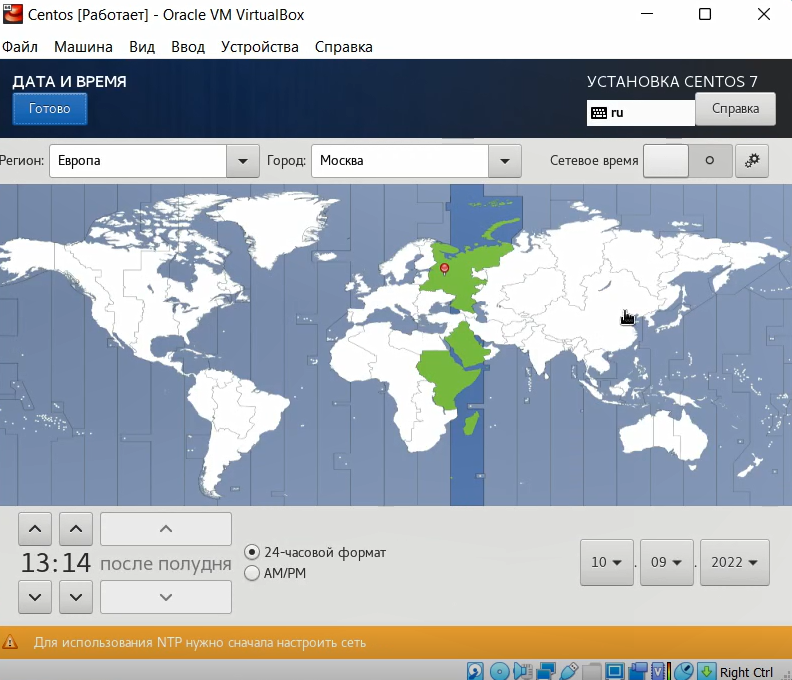 Centos [Работает] - Oracle VM VirtualBox
Файл Машина Вид Ввод Устройства Справка
ДАТА И ВРЕМЯ
УСТАНОВКА CENTOS 7
Готово
ru
Справка
Регион: Европа Город: Москва Сетевое время
13:14 после полудня
24-часовой формат
AM/PM
10 . 09 . 2022
Для использования NTP нужно сначала настроить сеть
Right Ctrl